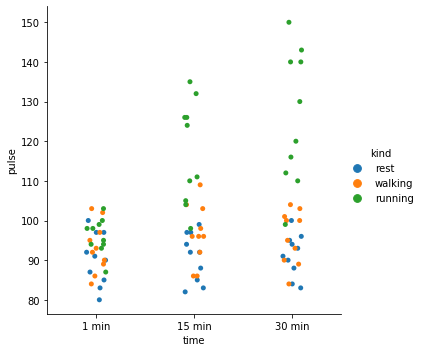 150
140
130
120
110
100
90
80
pulse
1 min
15 min
30 min
time
kind
rest
walking
running